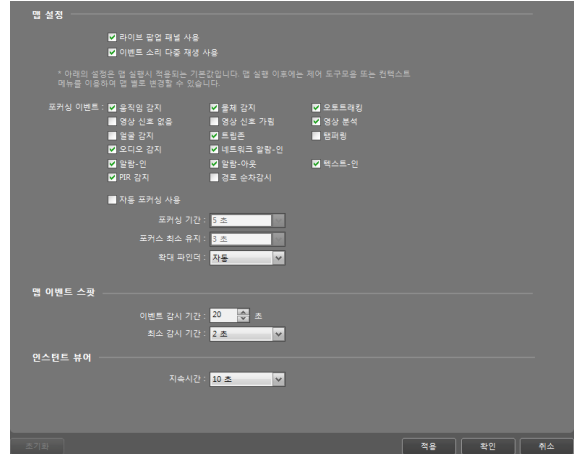 맵 설정
라이브 팝업 패널 사용
이벤트 소리 다중 재생 사용
* 아래의 설정은 맵 실행시 적용되는 기본값입니다. 맵 실행 이후에는 제어 도구모음 또는 컨텍스트
메뉴를 이용하여 맵 별로 변경할 수 있습니다.
포커싱 이벤트 : 움직임 감지 물체 감지 오토트래킹
영상 신호 없음 영상 신호 가림 영상 분석
얼굴 감지 트립존 탬퍼링
오디오 감지 네트워크 알람-인
알람-인 알람-아웃 텍스트-인
PIR 감지 경로 순차감시
자동 포커싱 사용
포커싱 기간 : 5 초
포커스 최소 유지 : 3 초
확대 파인더 : 자동
맵 이벤트 스팟
이벤트 감시 기간 : 20 초
최소 감시 기간 : 2 초
인스턴트 뷰어
지속시간 : 10 초
초기화 적용 확인 취소